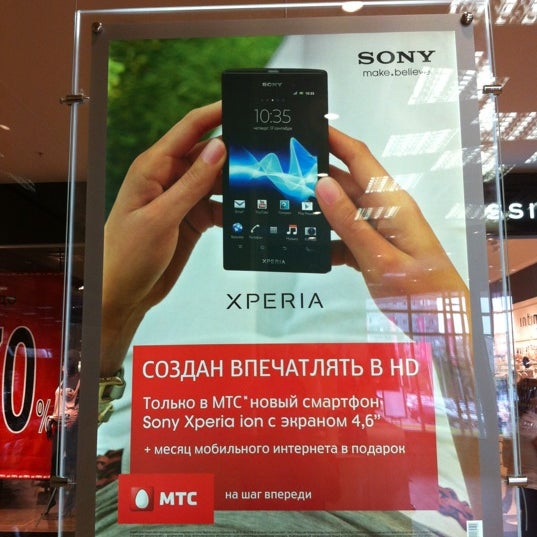 SONY
make.believe
SONY
10:35
XPERIA
XPERIA
СОЗДАН ВПЕЧАТЛЯТЬ В HD
Только в МТС* новый смартфон
Sony Xperia ion с экраном 4,6”
+ месяц мобильного интернета в подарок
МТС
на шаг впереди
%